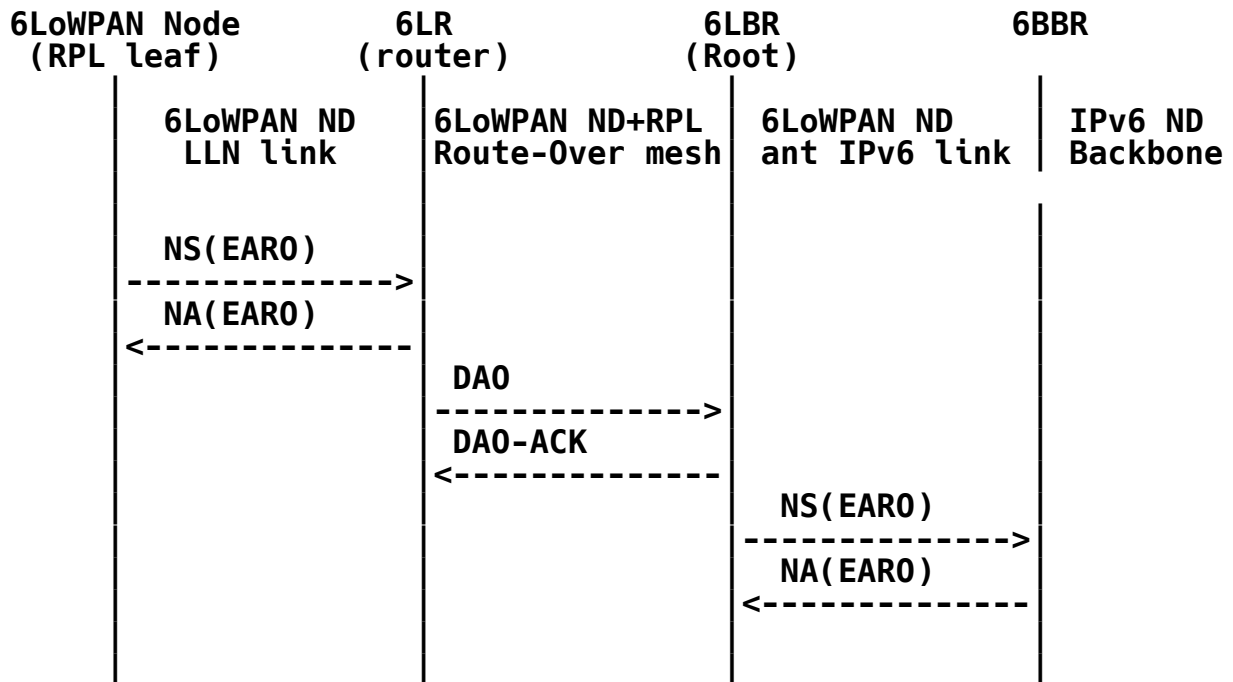 6LoWPAN Node 6LR 6LBR 6BBR
(RPL leaf) (router) (Root)
6LoWPAN ND 6LoWPAN ND+RPL 6LoWPAN ND IPv6 ND
LLN link Route-Over mesh ant IPv6 link Backbone
NS(EARO)
-------------->
NA(EARO)
<--------------
DAO
-------------->
DAO-ACK
<--------------
NS(EARO)
-------------->
NA(EARO)
<--------------